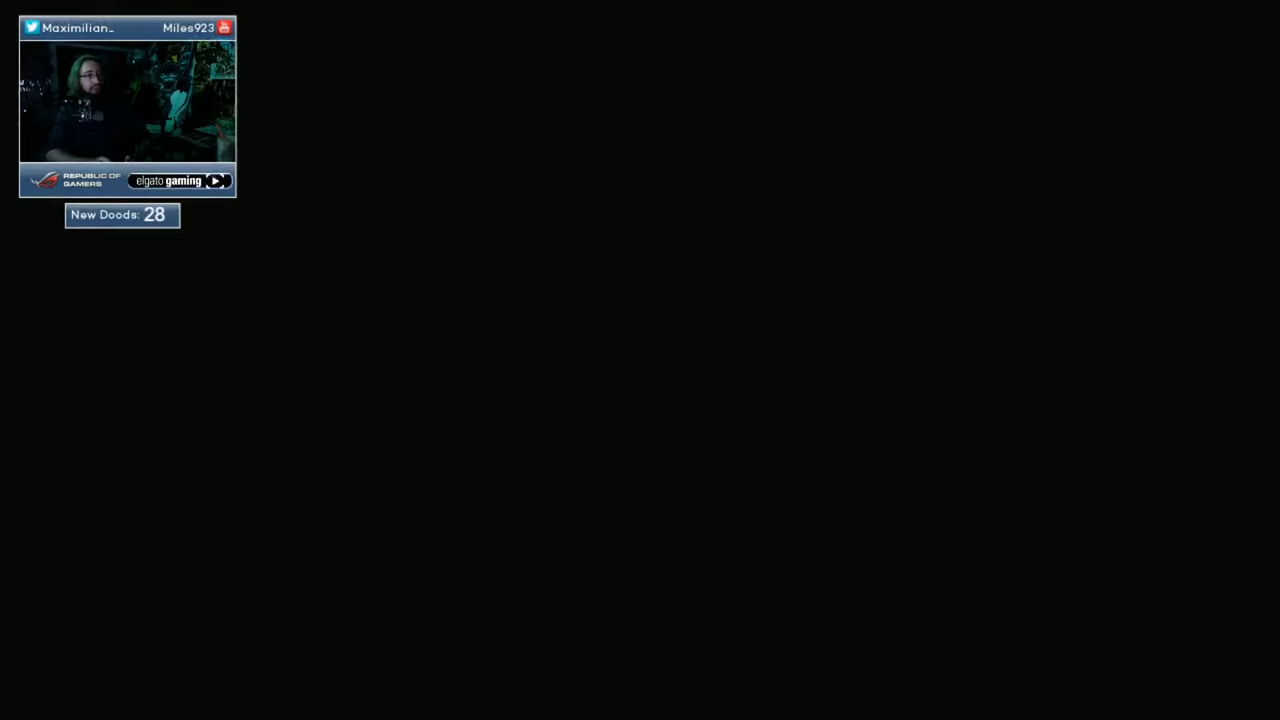 Maximilian_ Miles923
REPUBLIC OF
GAMERS
elgato gaming
New Doods: 28